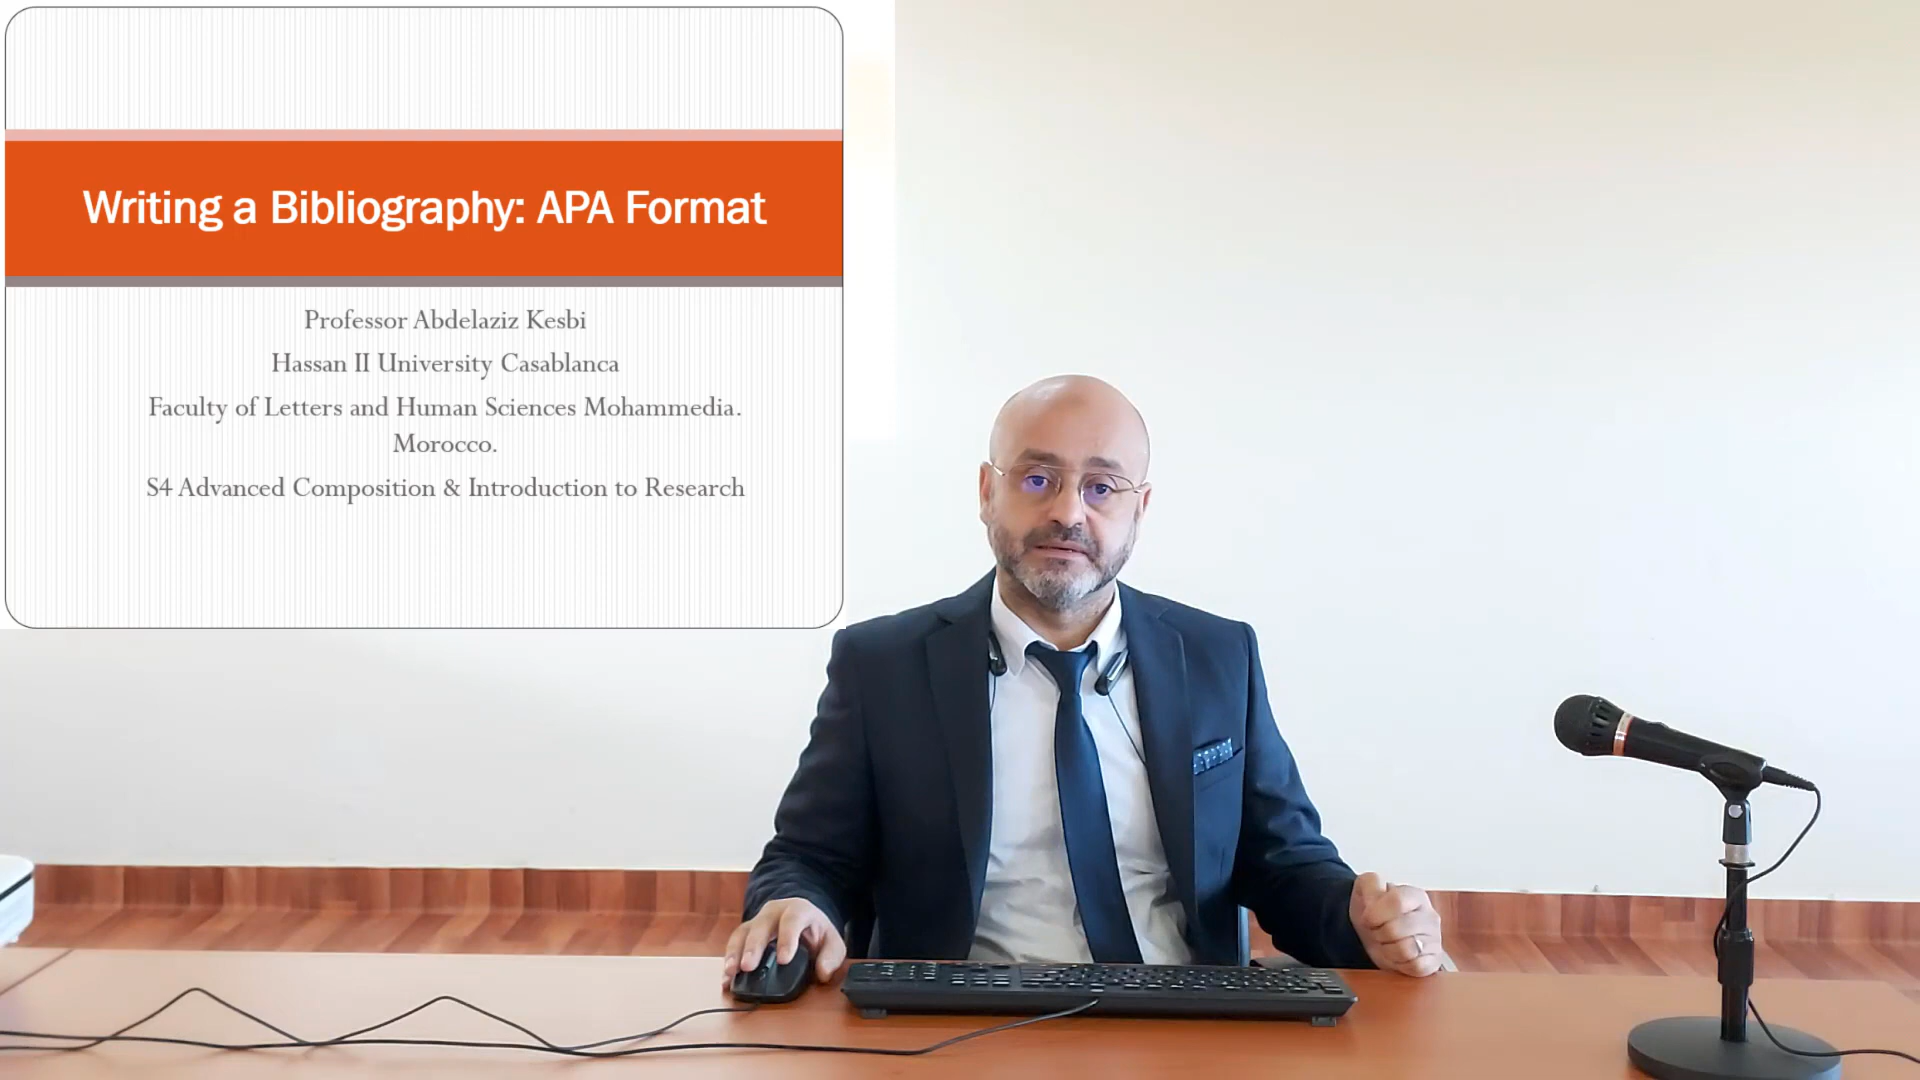 Writing a Bibliography: APA Format
Professor Abdelaziz Kesbi
Hassan II University Casablanca
Faculty of Letters and Human Sciences Mohammedia.
Morocco.
S4 Advanced Composition & Introduction to Research